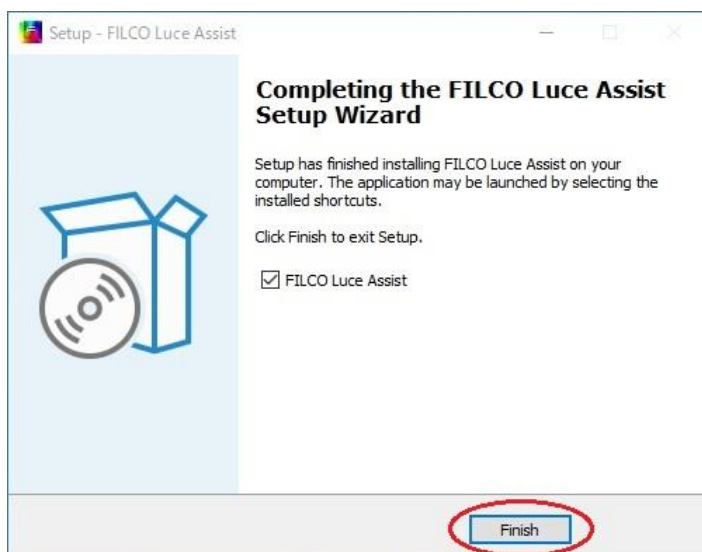 Setup - FILCO Luce Assist
Completing the FILCO Luce Assist
Setup Wizard
Setup has finished installing FILCO Luce Assist on your
computer. The application may be launched by selecting the
installed shortcuts.
Click Finish to exit Setup.
FILCO Luce Assist
Finish